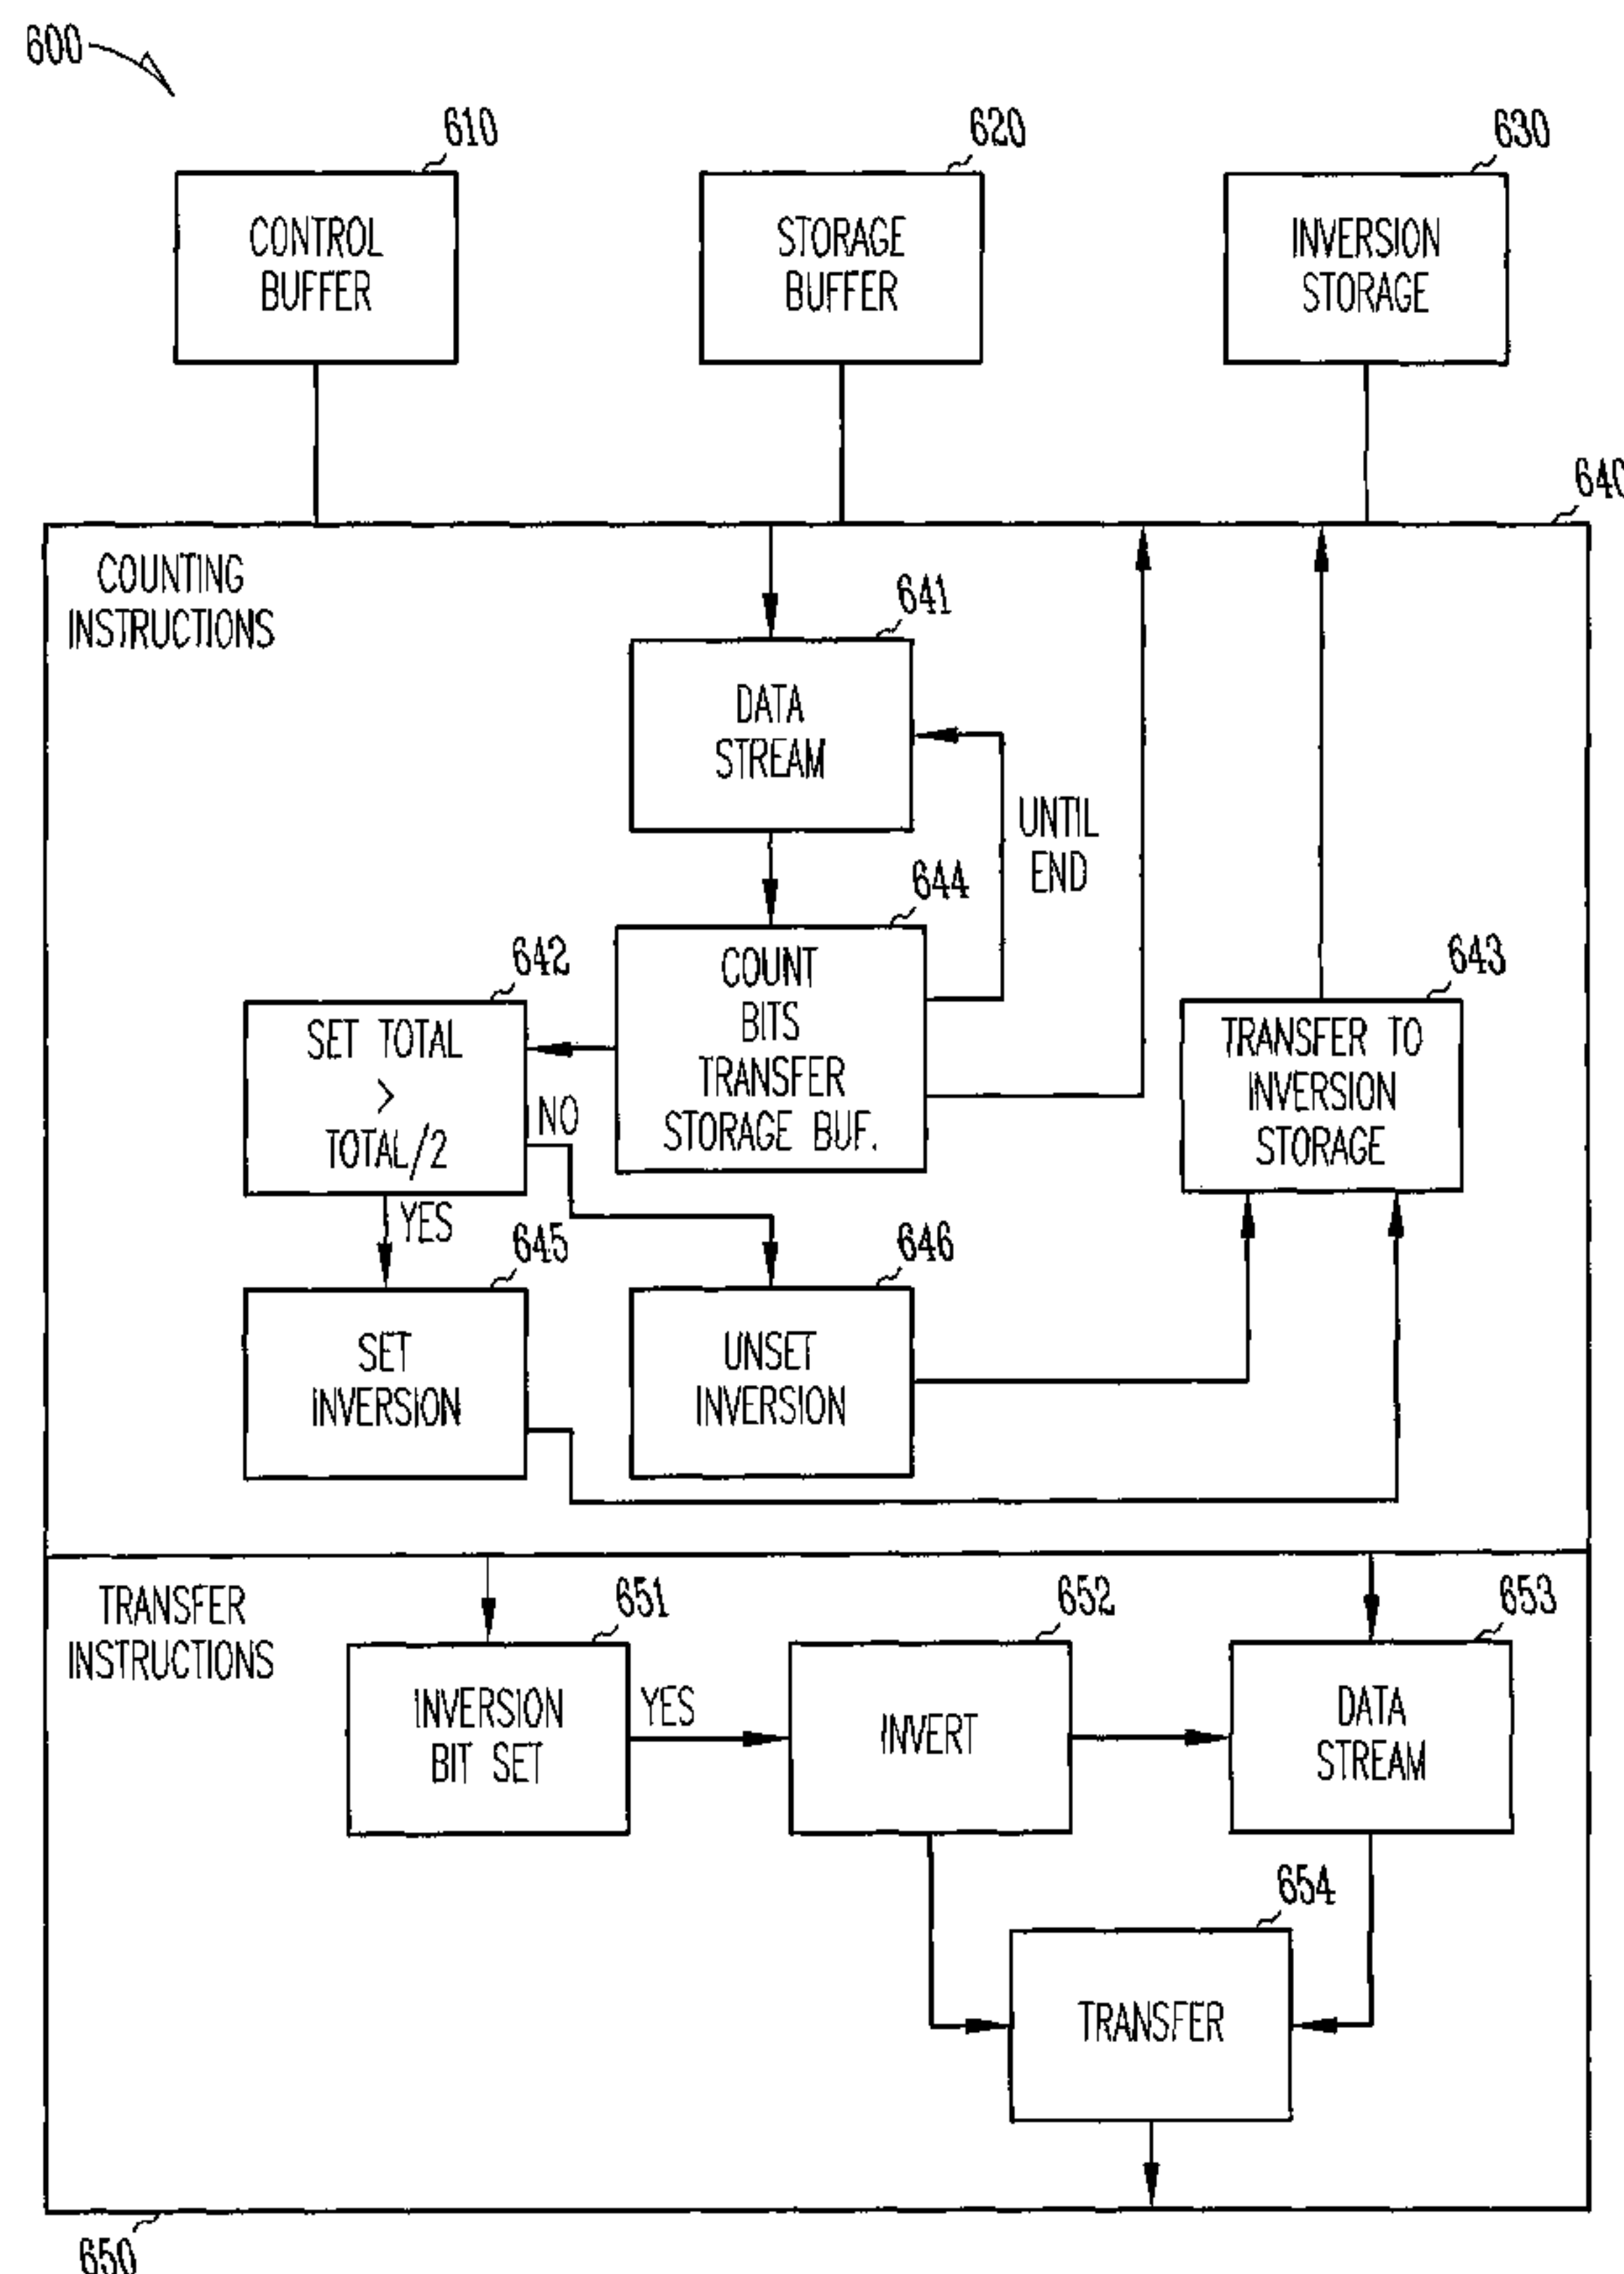 600
610
CONTROL
BUFFER
620
STORAGE
BUFFER
630
INVERSION
STORAGE
640
COUNTING
INSTRUCTIONS
641
DATA
STREAM
UNTIL
END
644
COUNT
BITS
TRANSFER
STORAGE BUF.
642
SET TOTAL
>
TOTAL/2
NO
YES
643
TRANSFER TO
INVERSION
STORAGE
645
SET
INVERSION
646
UNSET
INVERSION
TRANSFER
INSTRUCTIONS
651
INVERSION
BIT SET
YES
652
INVERT
653
DATA
STREAM
654
TRANSFER
650